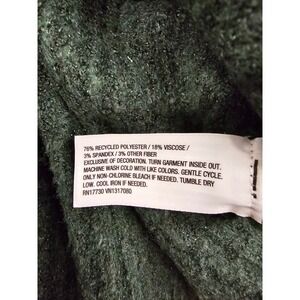 76% RECYCLED POLYESTER / 18% VISCOSE /
3% SPANDEX / 3% OTHER FIBER
EXCLUSIVE OF DECORATION. TURN GARMENT INSIDE OUT.
MACHINE WASH COLD WITH LIKE COLORS. GENTLE CYCLE.
ONLY NON-CHLORINE BLEACH IF NEEDED. TUMBLE DRY
LOW. COOL IRON IF NEEDED.
RN17730 VN1317080